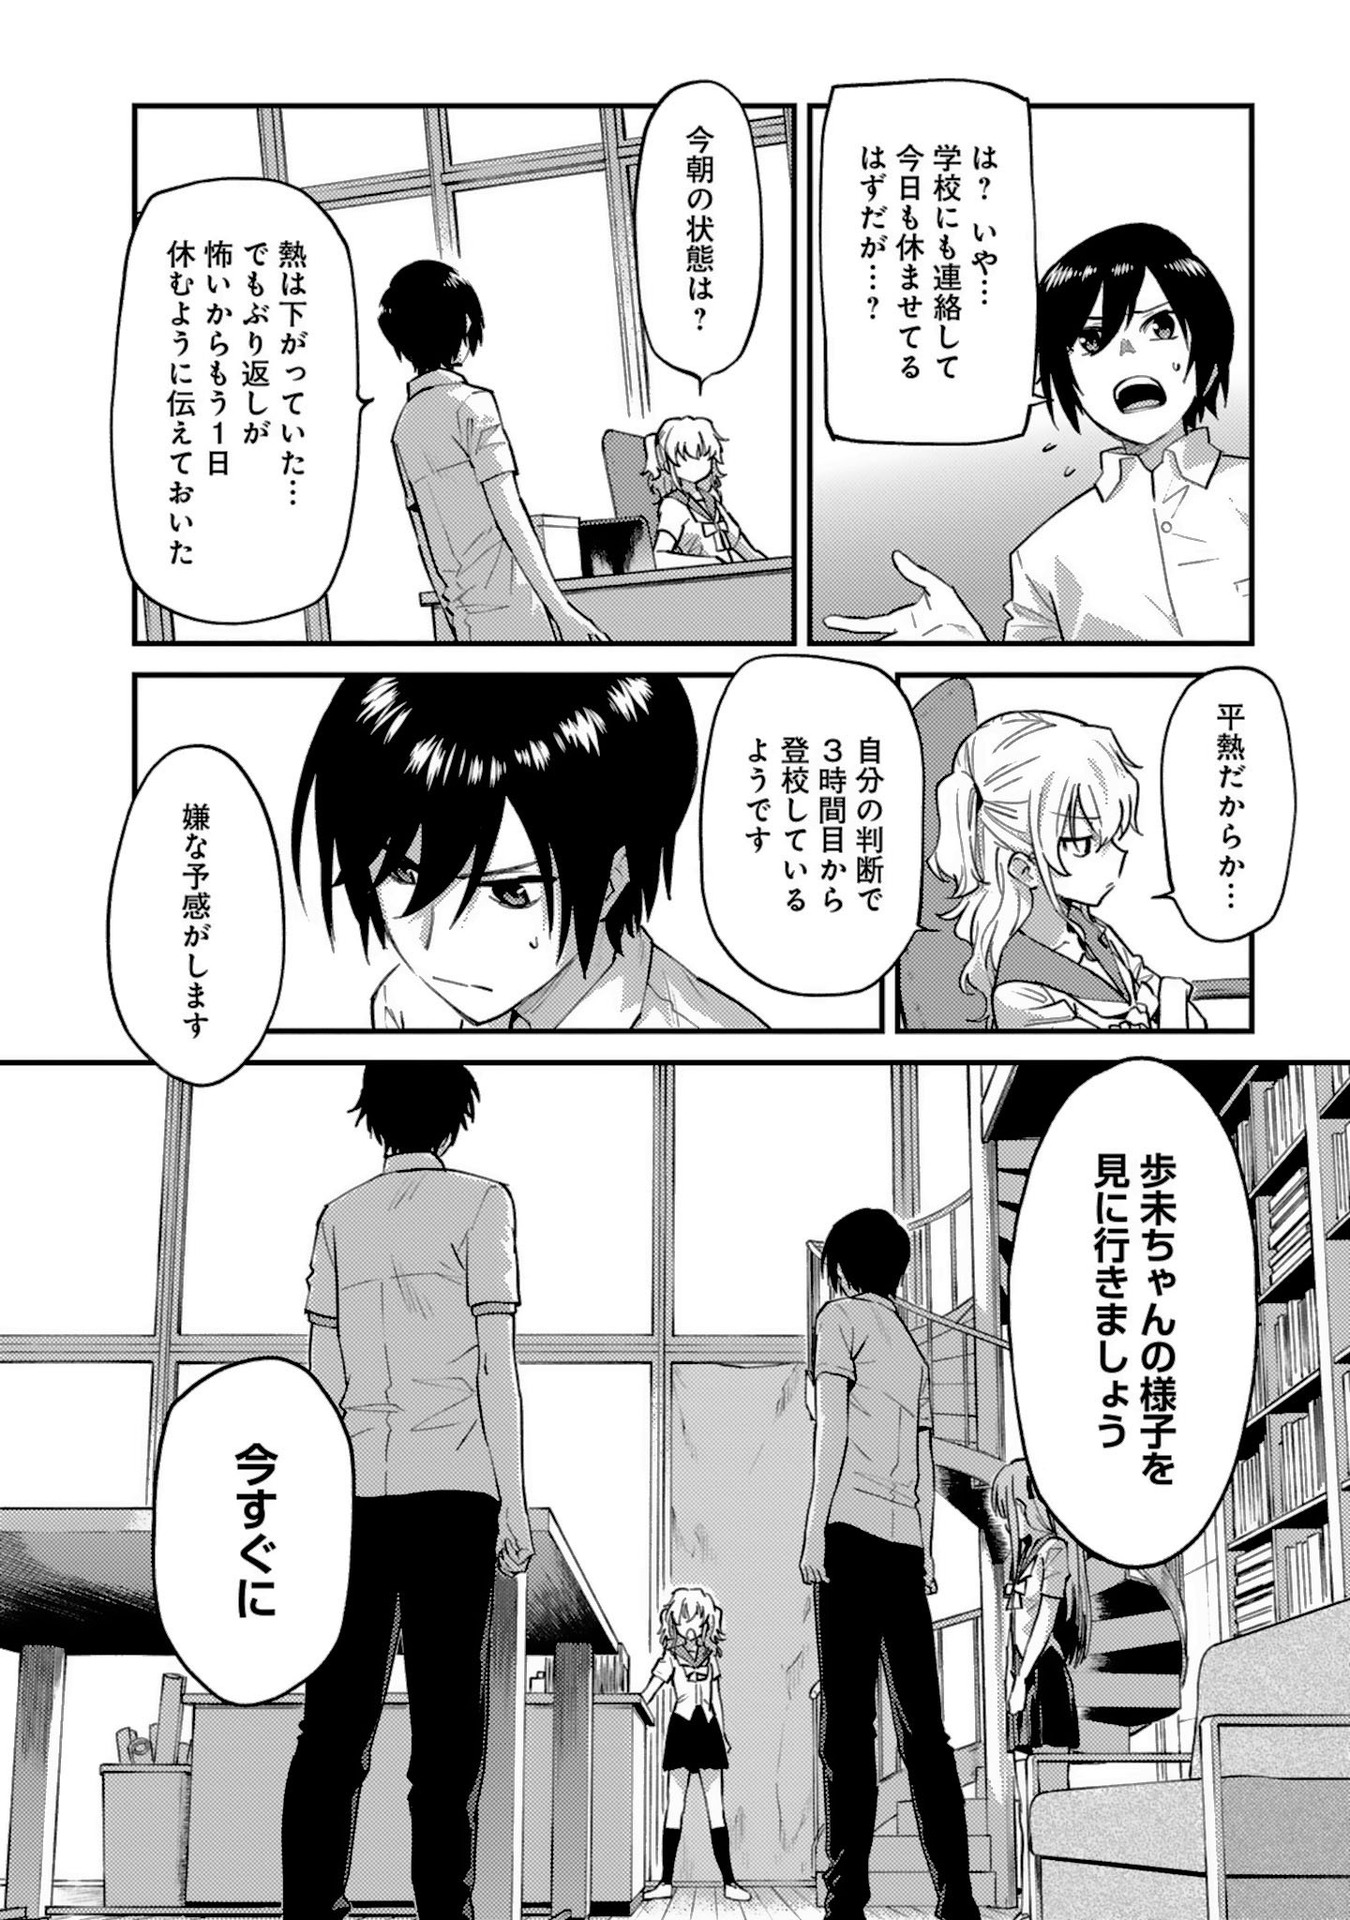 は？ いや…
学校にも連絡して
今日も休ませてる
はずだが…？
今朝の状態は？
熱は下がっていた…
でもぶり返しが
怖いからもう１日
休むように伝えておいた
平熱だからか…
自分の判断で
３時間目から
登校している
ようです
嫌な予感がします
歩未ちゃんの様子を
見に行きましょう
今すぐに